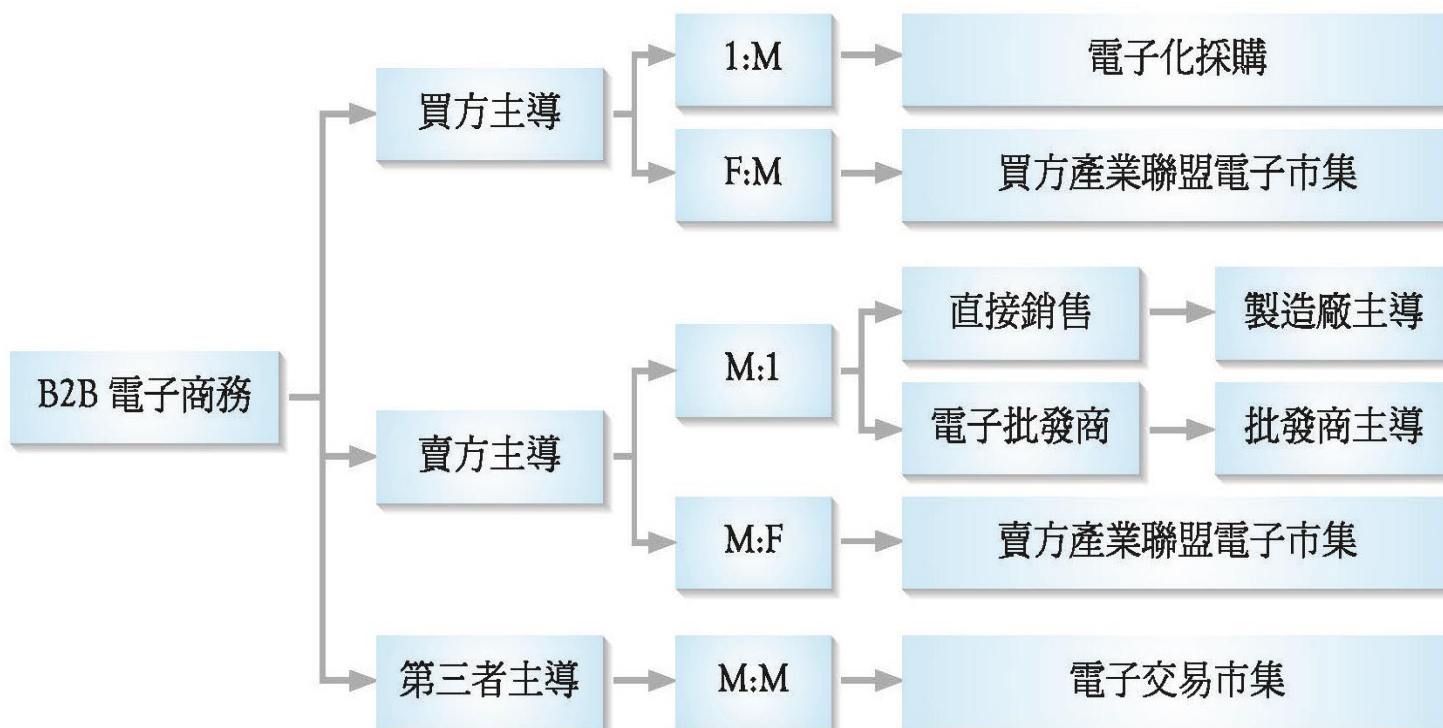 B2B 電子商務
買方主導
1:M
電子化採購
F:M
買方產業聯盟電子市集
賣方主導
M:1
直接銷售
製造廠主導
電子批發商
批發商主導
M:F
賣方產業聯盟電子市集
第三者主導
M:M
電子交易市集